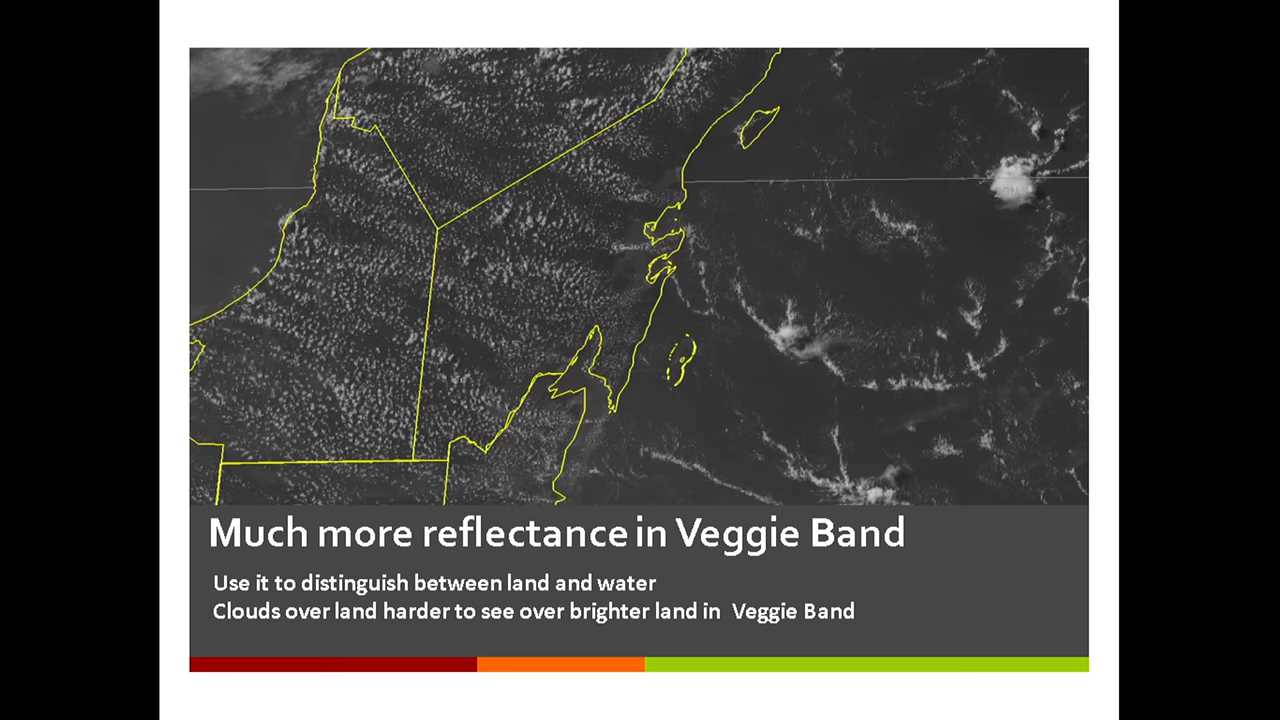 Much more reflectance in Veggie Band
Use it to distinguish between land and water
Clouds over land harder to see over brighter land in Veggie Band